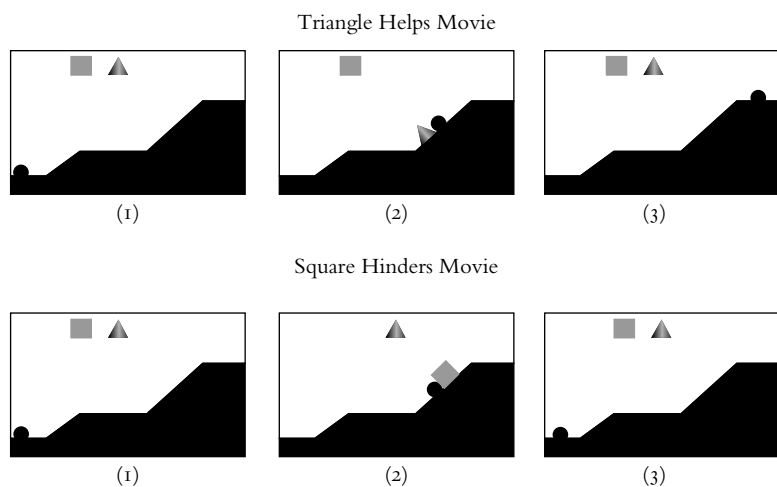 Triangle Helps Movie
(1) (2) (3)
Square Hinders Movie
(1) (2) (3)